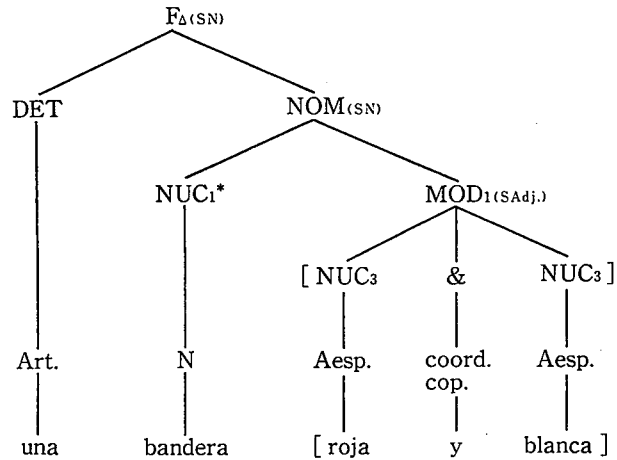 FΔ(SN)
DET NOM(SN)
NUC₁* MOD₁(SAdj.)
[ NUC₃ & NUC₃ ]
Art. N Aesp. coord. Aesp.
cop.
una bandera [ roja y blanca ]